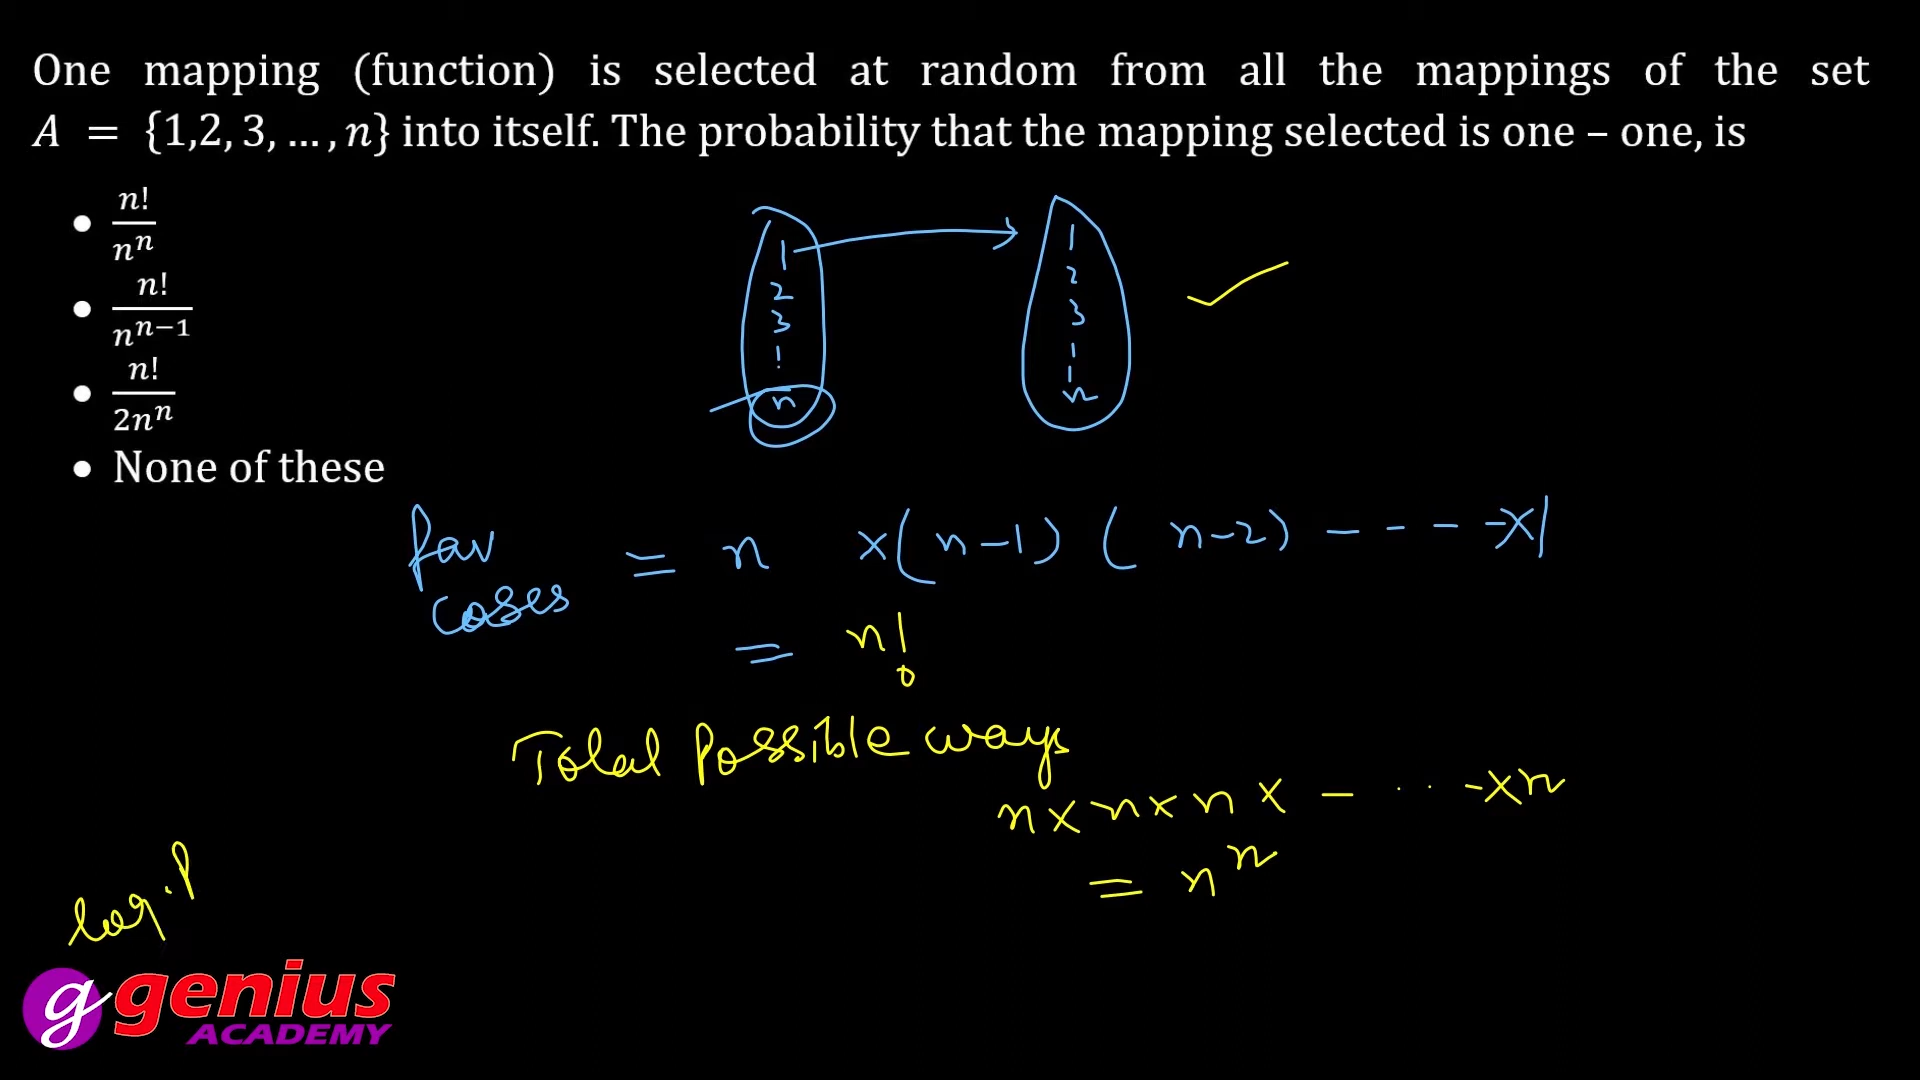 One mapping (function) is selected at random from all the mappings of the set
A = {1,2, 3, … , n} into itself. The probability that the mapping selected is one – one, is
• n!/n^n
• n!/n^(n−1)
• n!/2n^n
• None of these
1 1
2 2
3 3
n n
fav cases = n × (n-1) ( n-2) - - - - ×1
= n!
Total Possible ways
n × n × n × - · · - × n
= n^n
genius
ACADEMY